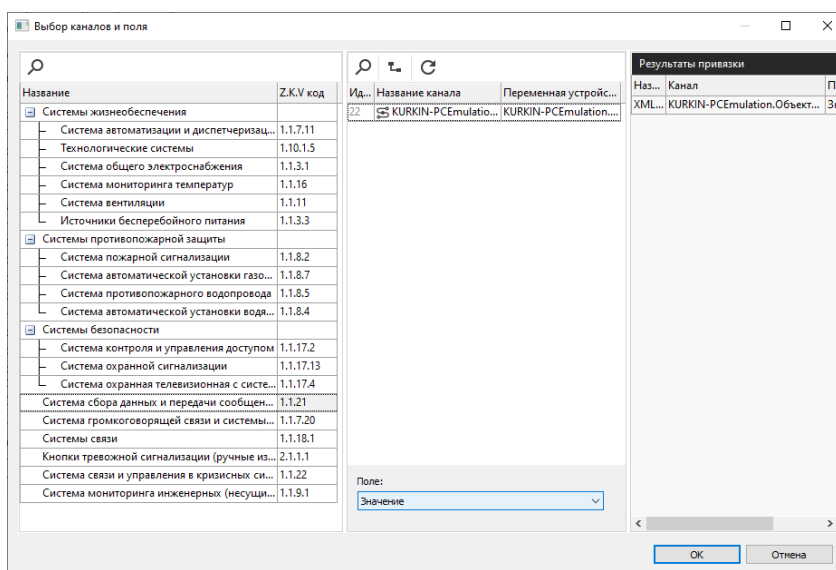 Выбор каналов и поля
Название Z.K.V код
Системы жизнеобеспечения
Система автоматизации и диспетчеризац... 1.1.7.11
Технологические системы 1.10.1.5
Система общего электроснабжения 1.1.3.1
Система мониторинга температур 1.1.16
Система вентиляции 1.1.11
Источники бесперебойного питания 1.1.3.3
Системы противопожарной защиты
Система пожарной сигнализации 1.1.8.2
Система автоматической установки газо... 1.1.8.7
Система противопожарного водопровода 1.1.8.5
Система автоматической установки водя... 1.1.8.4
Системы безопасности
Система контроля и управления доступом 1.1.17.2
Система охранной сигнализации 1.1.17.13
Система охранная телевизионная с систе... 1.1.17.4
Система сбора данных и передачи сообщен... 1.1.21
Система громкоговорящей связи и системы... 1.1.7.20
Системы связи 1.1.18.1
Кнопки тревожной сигнализации (ручные из... 2.1.1.1
Система связи и управления в кризисных си... 1.1.22
Система мониторинга инженерных (несущи... 1.1.9.1
Ид... Название канала Переменная устройс...
22 KURKIN-PCEmulatio... KURKIN-PCEmulation....
Поле:
Значение
Результаты привязки
Наз... Канал П
XML... KURKIN-PCEmulation.Объект... Зн
ОК Отмена